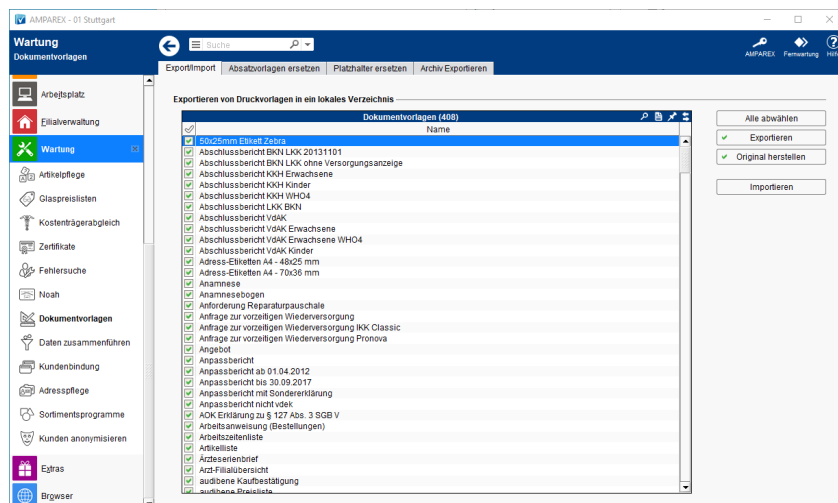 AMPAREX - 01 Stuttgart
Wartung
Dokumentvorlagen
Suche
AMPAREX
Fernwartung
Hilfe
Export/Import
Absatzvorlagen ersetzen
Platzhalter ersetzen
Archiv Exportieren
Arbeitsplatz
Filialverwaltung
Wartung
Artikelpflege
Glaspreislisten
Kostenträgerabgleich
Zertifikate
Fehlersuche
Noah
Dokumentvorlagen
Daten zusammenführen
Kundenbindung
Adresspflege
Sortimentsprogramme
Kunden anonymisieren
Extras
Browser
Exportieren von Druckvorlagen in ein lokales Verzeichnis
Dokumentvorlagen (408)
Name
50x25mm Etikett Zebra
Abschlussbericht BKN LKK 20131101
Abschlussbericht BKN LKK ohne Versorgungsanzeige
Abschlussbericht KKH Erwachsene
Abschlussbericht KKH Kinder
Abschlussbericht KKH WHO4
Abschlussbericht LKK BKN
Abschlussbericht VdAK
Abschlussbericht VdAK Erwachsene
Abschlussbericht VdAK Erwachsene WHO4
Abschlussbericht VdAK Kinder
Adress-Etiketten A4 - 48x25 mm
Adress-Etiketten A4 - 70x36 mm
Anamnese
Anamnesebogen
Anforderung Reparaturpauschale
Anfrage zur vorzeitigen Wiederversorgung
Anfrage zur vorzeitigen Wiederversorgung IKK Classic
Anfrage zur vorzeitigen Wiederversorgung Pronova
Angebot
Anpassbericht
Anpassbericht ab 01.04.2012
Anpassbericht bis 30.09.2017
Anpassbericht mit Sondererklärung
Anpassbericht nicht vdek
AOK Erklärung zu § 127 Abs. 3 SGB V
Arbeitsanweisung (Bestellungen)
Arbeitszeitenliste
Artikelliste
Ärzteserienbrief
Arzt-Filialübersicht
audibene Kaufbestätigung
audibene Preisliste
Alle abwählen
Exportieren
Original herstellen
Importieren